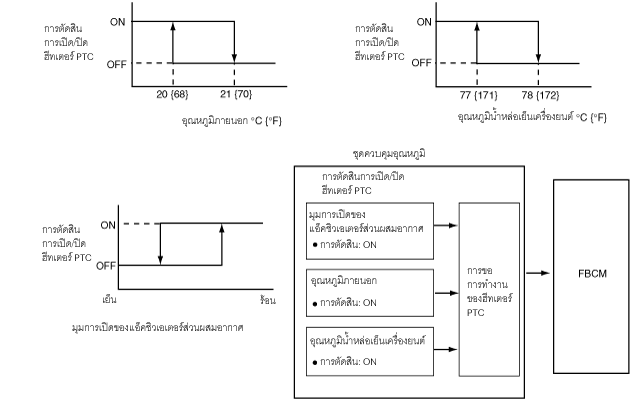 การตัดสิน
การเปิด/ปิด
ฮีทเตอร์ PTC
ON
OFF
20 {68}
21 {70}
อุณหภูมิภายนอก °C {°F}
การตัดสิน
การเปิด/ปิด
ฮีทเตอร์ PTC
ON
OFF
77 {171}
78 {172}
อุณหภูมิน้ำหล่อเย็นเครื่องยนต์ °C {°F}
การตัดสิน
การเปิด/ปิด
ฮีทเตอร์ PTC
ON
OFF
เย็น
ร้อน
มุมการเปิดของแอ็คชิวเอเตอร์ส่วนผสมอากาศ
ชุดควบคุมอุณหภูมิ
การตัดสินการเปิด/ปิด
ฮีทเตอร์ PTC
มุมการเปิดของ
แอ็คชิวเอเตอร์ส่วนผสมอากาศ
● การตัดสิน: ON
อุณหภูมิภายนอก
● การตัดสิน: ON
อุณหภูมิน้ำหล่อเย็นเครื่องยนต์
● การตัดสิน: ON
การขอ
การทำงาน
ของฮีทเตอร์
PTC
FBCM